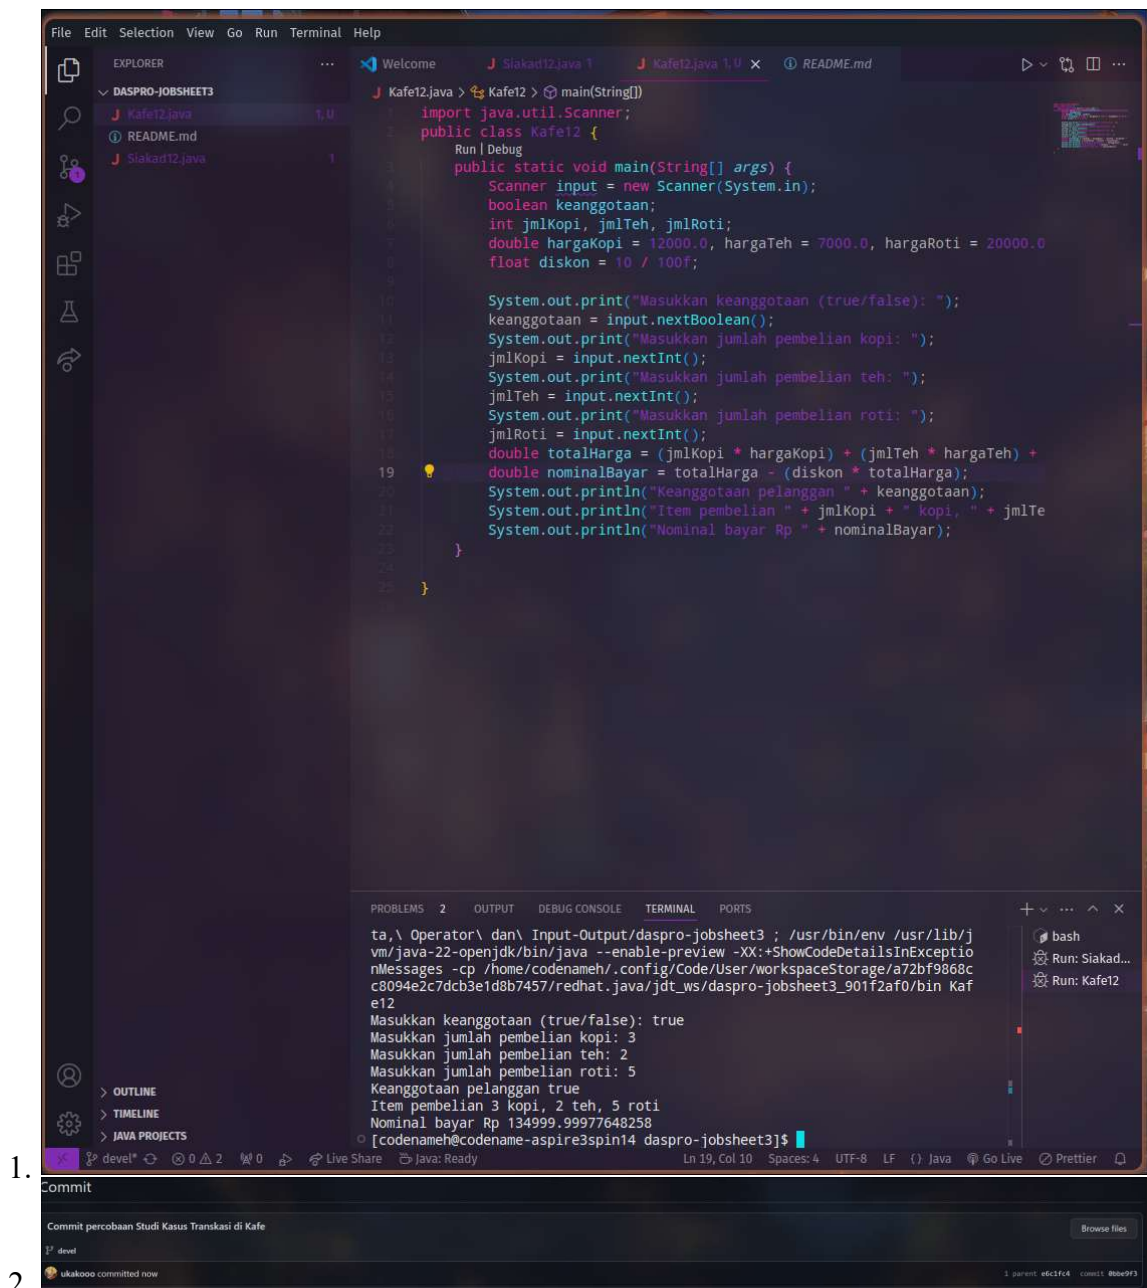 File Edit Selection View Go Run Terminal Help
EXPLORER ...
Welcome
Siakad12.java 1
Kafe12.java 1, U
README.md
DASPRO-JOBSHEET3
Kafe12.java 1, U
README.md
Siakad12.java 1
Kafe12.java > Kafe12 > main(String[])
import java.util.Scanner;
public class Kafe12 {
Run | Debug
public static void main(String[] args) {
Scanner input = new Scanner(System.in);
boolean keanggotaan;
int jmlKopi, jmlTeh, jmlRoti;
double hargaKopi = 12000.0, hargaTeh = 7000.0, hargaRoti = 20000.0
float diskon = 10 / 100f;
System.out.print("Masukkan keanggotaan (true/false): ");
keanggotaan = input.nextBoolean();
System.out.print("Masukkan jumlah pembelian kopi: ");
jmlKopi = input.nextInt();
System.out.print("Masukkan jumlah pembelian teh: ");
jmlTeh = input.nextInt();
System.out.print("Masukkan jumlah pembelian roti: ");
jmlRoti = input.nextInt();
double totalHarga = (jmlKopi * hargaKopi) + (jmlTeh * hargaTeh) +
19 double nominalBayar = totalHarga - (diskon * totalHarga);
System.out.println("Keanggotaan pelanggan " + keanggotaan);
System.out.println("Item pembelian " + jmlKopi + " kopi, " + jmlTe
System.out.println("Nominal bayar Rp " + nominalBayar);
}
}
PROBLEMS 2 OUTPUT DEBUG CONSOLE TERMINAL PORTS
ta,\ Operator\ dan\ Input-Output/daspro-jobsheet3 ; /usr/bin/env /usr/lib/j
vm/java-22-openjdk/bin/java --enable-preview -XX:+ShowCodeDetailsInExceptio
nMessages -cp /home/codenameh/.config/Code/User/workspaceStorage/a72bf9868c
c8094e2c7dcb3e1d8b7457/redhat.java/jdt_ws/daspro-jobsheet3_901f2af0/bin Kaf
e12
Masukkan keanggotaan (true/false): true
Masukkan jumlah pembelian kopi: 3
Masukkan jumlah pembelian teh: 2
Masukkan jumlah pembelian roti: 5
Keanggotaan pelanggan true
Item pembelian 3 kopi, 2 teh, 5 roti
Nominal bayar Rp 134999.99977648258
[codenameh@codename-aspire3spin14 daspro-jobsheet3]$
bash
Run: Siakad...
Run: Kafe12
OUTLINE
TIMELINE
JAVA PROJECTS
devel* 0 2 0 Live Share Java: Ready Ln 19, Col 10 Spaces: 4 UTF-8 LF {} Java Go Live Prettier
1.
Commit
Commit percobaan Studi Kasus Transkasi di Kafe
Browse files
devel
ukakooo committed now
1 parent e6c1fc4 commit 0bbe9f3
2.